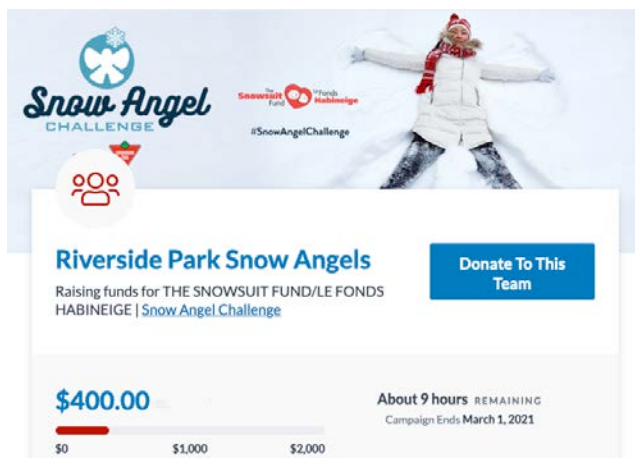 Snow Angel
CHALLENGE
The
Snowsuit
Fund
Le Fonds
Habineige
#SnowAngelChallenge
Riverside Park Snow Angels
Donate To This
Team
Raising funds for THE SNOWSUIT FUND/LE FONDS
HABINEIGE | Snow Angel Challenge
$400.00
About 9 hours REMAINING
Campaign Ends March 1, 2021
$0 $1,000 $2,000